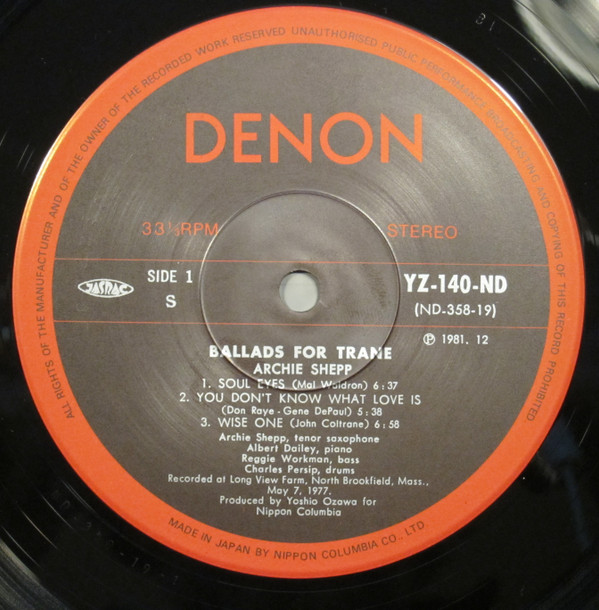 ALL RIGHTS OF THE MANUFACTURER AND OF THE OWNER OF THE RECORDED WORK RESERVED UNAUTHORISED PUBLIC PERFORMANCE BROADCASTING AND COPYING OF THIS RECORD PROHIBITED
DENON
33⅓RPM STEREO
JASRAC
SIDE 1 YZ-140-ND
S (ND-358-19)
Ⓟ 1981. 12
BALLADS FOR TRANE
ARCHIE SHEPP
1. SOUL EYES (Mal Waldron) 6:37
2. YOU DON'T KNOW WHAT LOVE IS
(Don Raye-Gene DePaul) 5:38
3. WISE ONE (John Coltrane) 6:58
Archie Shepp, tenor saxophone
Albert Dailey, piano
Reggie Workman, bass
Charles Persip, drums
Recorded at Long View Farm, North Brookfield, Mass.,
May 7, 1977.
Produced by Yoshio Ozawa for
Nippon Columbia
MADE IN JAPAN BY NIPPON COLUMBIA CO., LTD